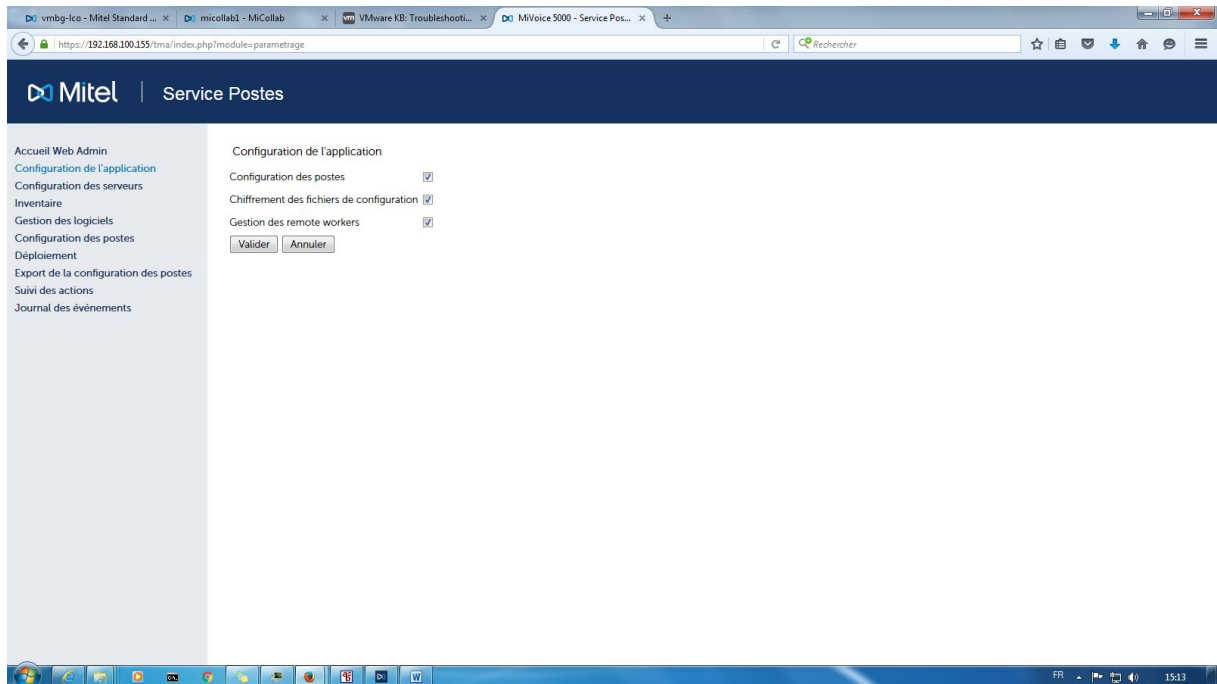 vmbg-lco - Mitel Standard ...
micollab1 - MiCollab
VMware KB: Troubleshooti...
MiVoice 5000 - Service Pos...
https://192.168.100.155/tma/index.php?module=parametrage
Rechercher
Mitel | Service Postes
Accueil Web Admin
Configuration de l'application
Configuration des serveurs
Inventaire
Gestion des logiciels
Configuration des postes
Déploiement
Export de la configuration des postes
Suivi des actions
Journal des événements
Configuration de l'application
Configuration des postes
Chiffrement des fichiers de configuration
Gestion des remote workers
Valider Annuler
FR 15:13